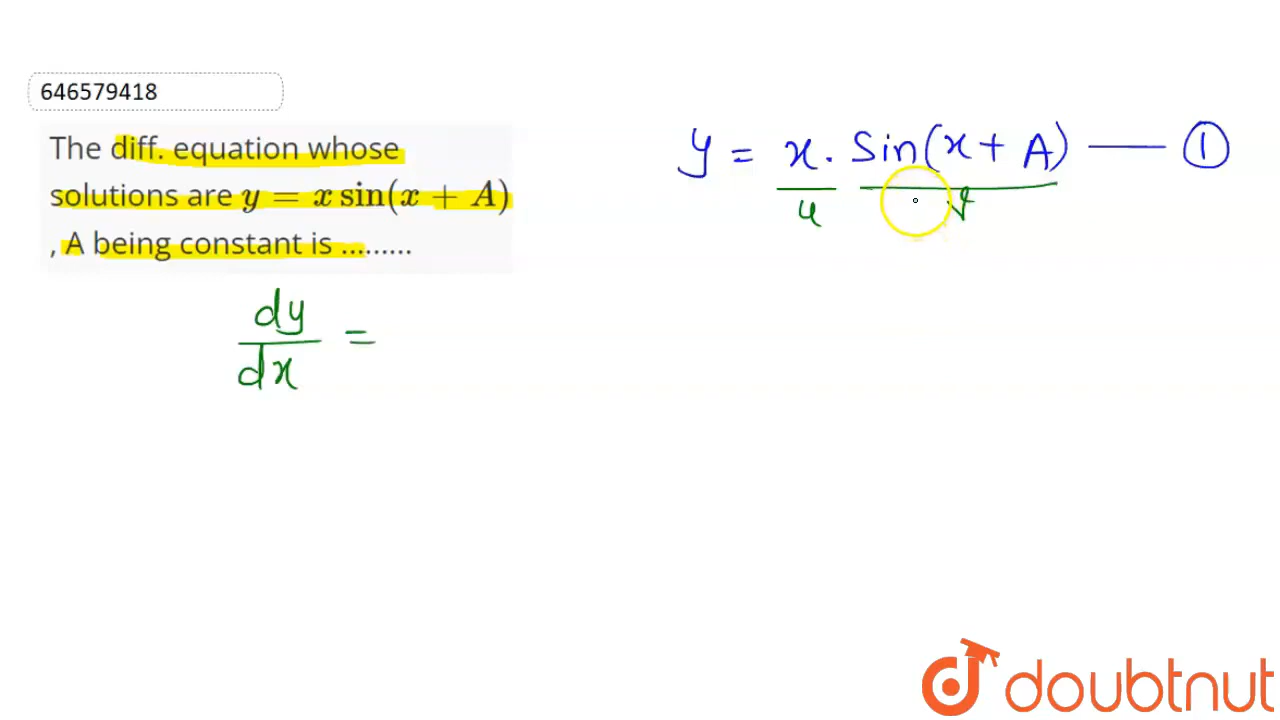 646579418
The diff. equation whose
solutions are y = x sin(x + A)
, A being constant is .........
y = x . Sin(x + A) —— ①
u v
dy/dx =
doubtnut